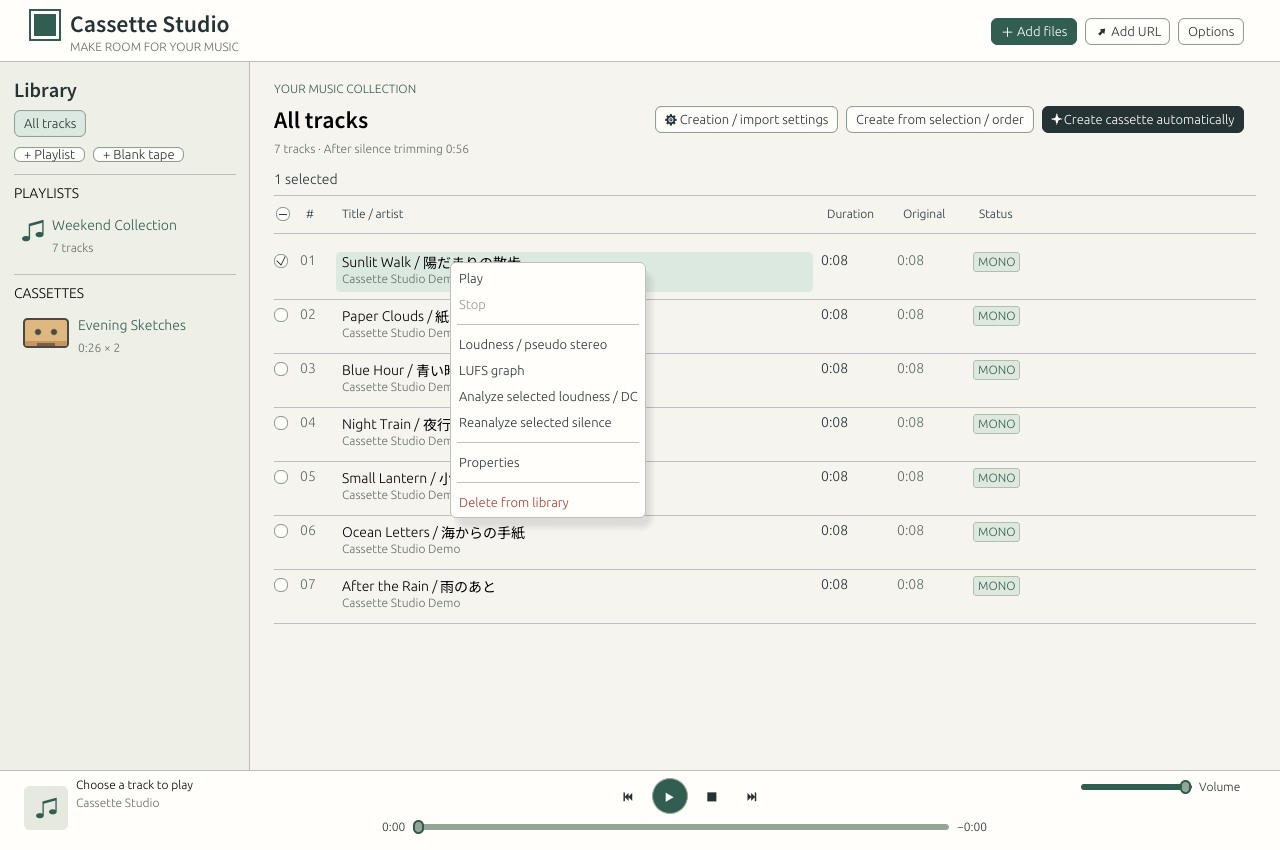 Cassette Studio
MAKE ROOM FOR YOUR MUSIC
+ Add files
Add URL
Options
Library
All tracks
+ Playlist
+ Blank tape
PLAYLISTS
Weekend Collection
7 tracks
CASSETTES
Evening Sketches
0:26 × 2
YOUR MUSIC COLLECTION
All tracks
Creation / import settings
Create from selection / order
Create cassette automatically
7 tracks · After silence trimming 0:56
1 selected
# Title / artist Duration Original Status
01 Sunlit Walk / 陽だまりの散歩 0:08 0:08 MONO
Cassette Studio
02 Paper Clouds / 紙 0:08 0:08 MONO
Cassette Studio
03 Blue Hour / 青い 0:08 0:08 MONO
Cassette Studio
04 Night Train / 夜行 0:08 0:08 MONO
Cassette Studio
05 Small Lantern / 0:08 0:08 MONO
Cassette Studio
06 Ocean Letters / 海からの手紙 0:08 0:08 MONO
Cassette Studio Demo
07 After the Rain / 雨のあと 0:08 0:08 MONO
Cassette Studio Demo
Play
Stop
Loudness / pseudo stereo
LUFS graph
Analyze selected loudness / DC
Reanalyze selected silence
Properties
Delete from library
Choose a track to play
Cassette Studio
0:00
−0:00
Volume